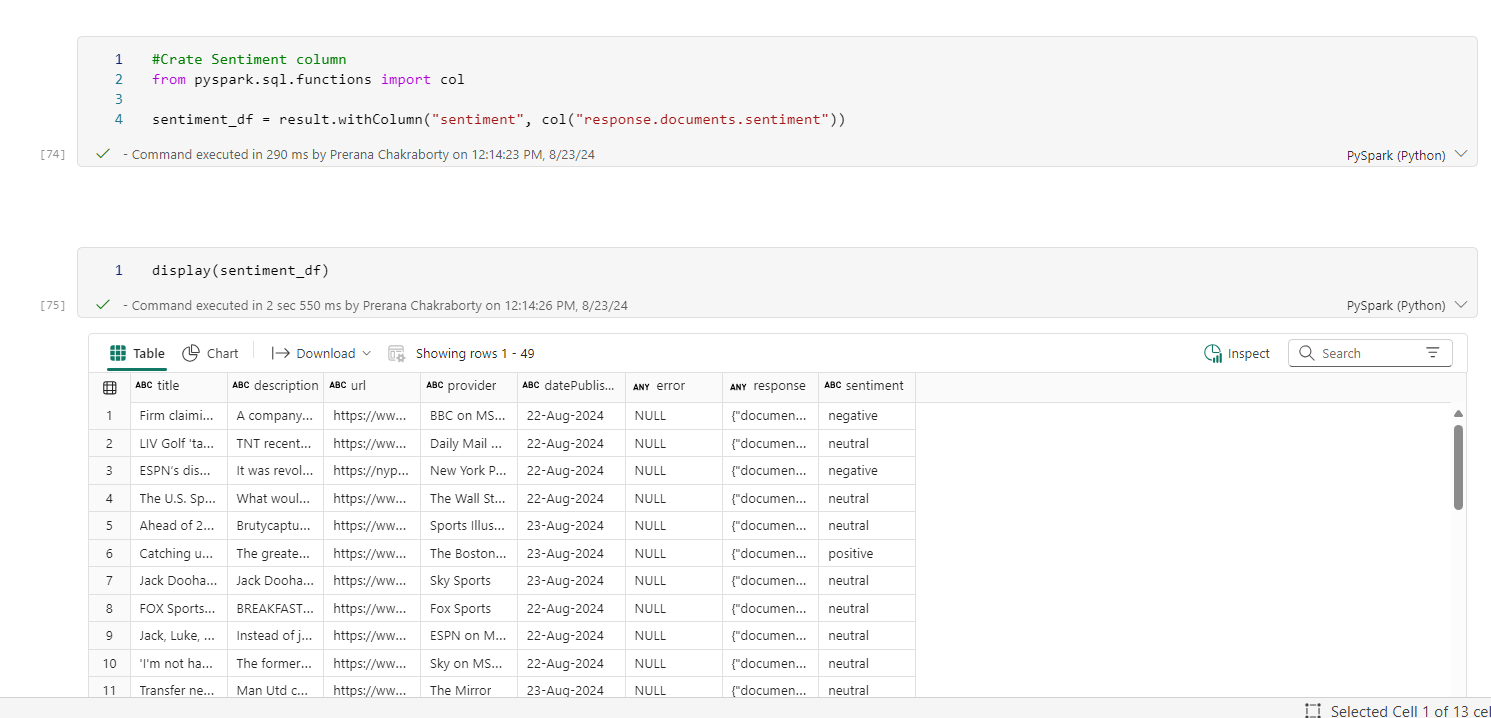 1 #Crate Sentiment column
2 from pyspark.sql.functions import col
3
4 sentiment_df = result.withColumn("sentiment", col("response.documents.sentiment"))
[74] - Command executed in 290 ms by Prerana Chakraborty on 12:14:23 PM, 8/23/24 PySpark (Python)
1 display(sentiment_df)
[75] - Command executed in 2 sec 550 ms by Prerana Chakraborty on 12:14:26 PM, 8/23/24 PySpark (Python)
Table Chart Download Showing rows 1 - 49 Inspect Search
ABC title ABC description ABC url ABC provider ABC datePublis... ANY error ANY response ABC sentiment
1 Firm claimi... A company... https://ww... BBC on MS... 22-Aug-2024 NULL {"documen... negative
2 LIV Golf 'ta... TNT recent... https://ww... Daily Mail ... 22-Aug-2024 NULL {"documen... neutral
3 ESPN's dis... It was revol... https://nyp... New York P... 22-Aug-2024 NULL {"documen... negative
4 The U.S. Sp... What woul... https://ww... The Wall St... 22-Aug-2024 NULL {"documen... neutral
5 Ahead of 2... Brutycaptu... https://ww... Sports Illus... 23-Aug-2024 NULL {"documen... neutral
6 Catching u... The greate... https://ww... The Boston... 23-Aug-2024 NULL {"documen... positive
7 Jack Dooha... Jack Dooha... https://ww... Sky Sports 23-Aug-2024 NULL {"documen... neutral
8 FOX Sports... BREAKFAST... https://ww... Fox Sports 22-Aug-2024 NULL {"documen... neutral
9 Jack, Luke, ... Instead of j... https://ww... ESPN on M... 22-Aug-2024 NULL {"documen... neutral
10 'I'm not ha... The former... https://ww... Sky on MS... 22-Aug-2024 NULL {"documen... neutral
11 Transfer ne... Man Utd c... https://ww... The Mirror 23-Aug-2024 NULL {"documen... neutral
Selected Cell 1 of 13 cel